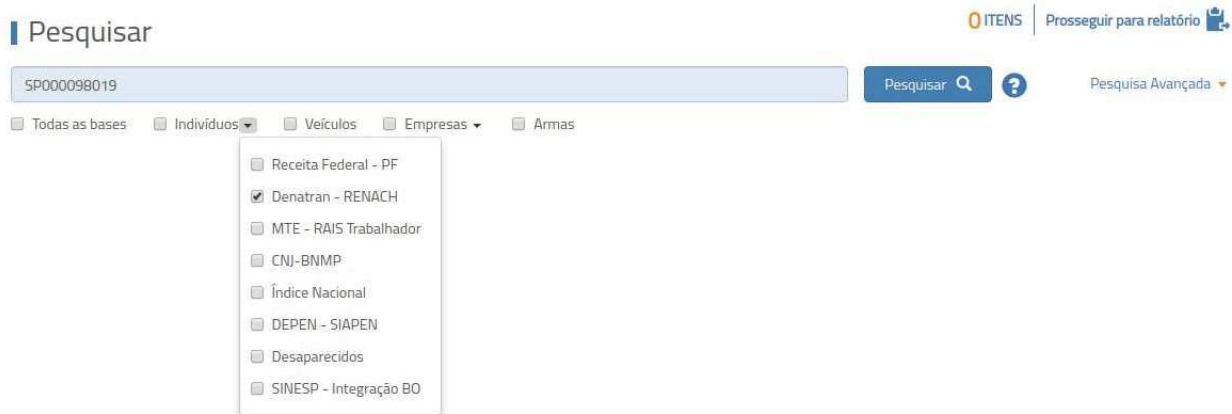 0 ITENS Prosseguir para relatório
Pesquisar
SP000098019 Pesquisar ? Pesquisa Avançada
Todas as bases Indivíduos Veículos Empresas Armas
Receita Federal - PF
Denatran - RENACH
MTE - RAIS Trabalhador
CNJ-BNMP
Índice Nacional
DEPEN - SIAPEN
Desaparecidos
SINESP - Integração BO